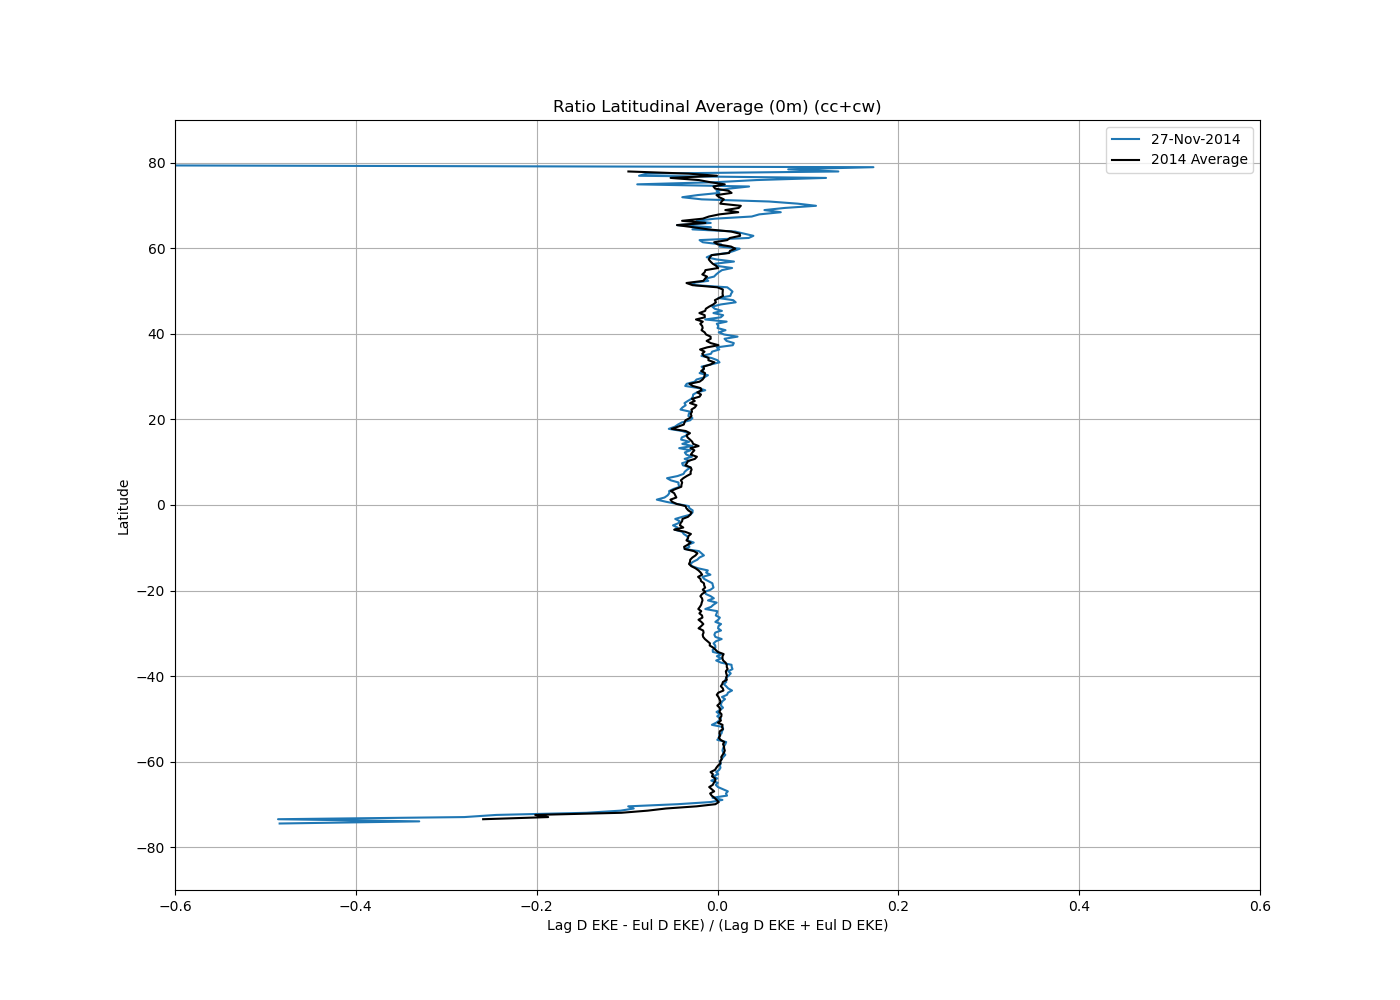 Ratio Latitudinal Average (0m) (cc+cw)
27-Nov-2014
2014 Average
80
60
40
20
0
−20
−40
−60
−80
Latitude
−0.6 −0.4 −0.2 0.0 0.2 0.4 0.6
Lag D EKE - Eul D EKE) / (Lag D EKE + Eul D EKE)